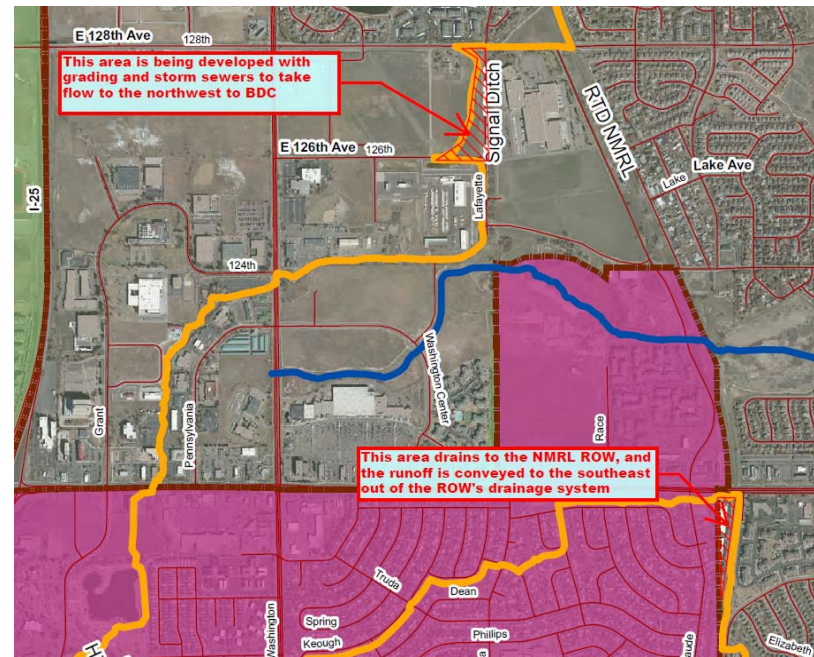 E 128th Ave
128th
This area is being developed with
grading and storm sewers to take
flow to the northwest to BDC
Signal Ditch
RTD NMRL
E 126th Ave
126th
Lake Ave
Lake
I-25
Lafayette
124th
Washington Center
Grant
Pennsylvania
Race
This area drains to the NMRL ROW, and
the runoff is conveyed to the southeast
out of the ROW's drainage system
Truda
Dean
Spring
Keough
Phillips
Washington
Elizabeth